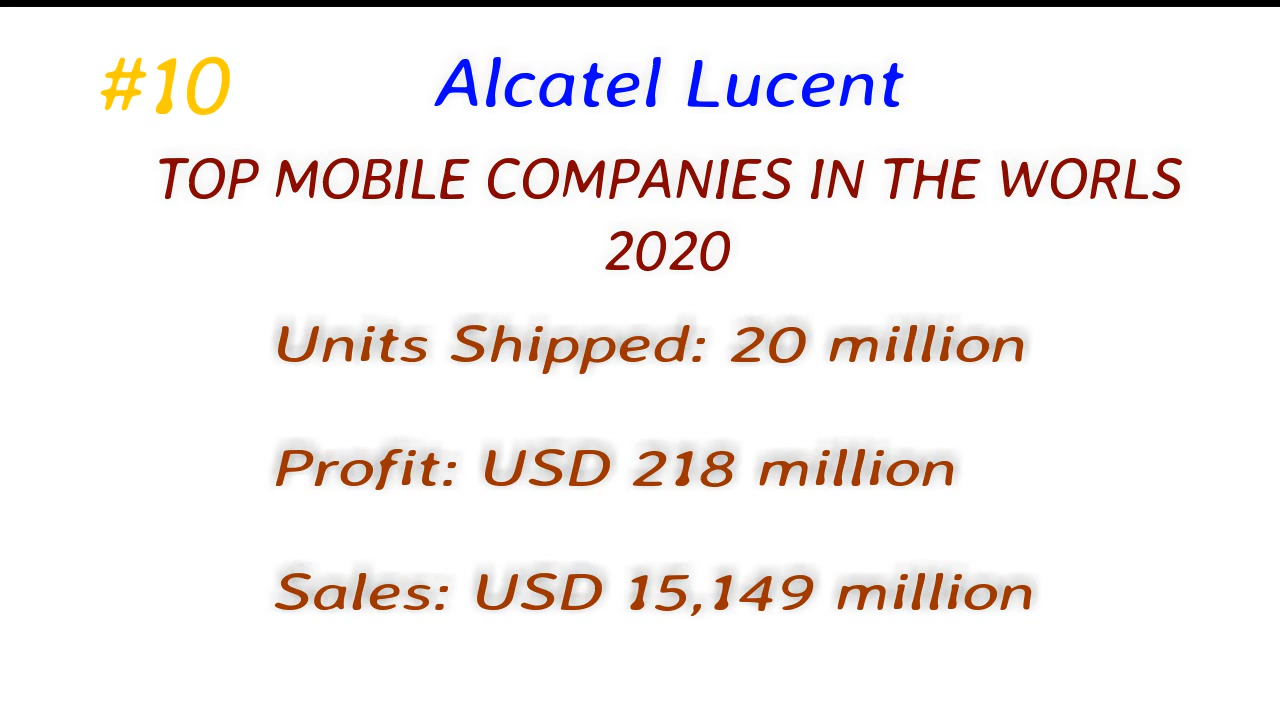 #10 Alcatel Lucent
TOP MOBILE COMPANIES IN THE WORLS
2020
Units Shipped: 20 million
Profit: USD 218 million
Sales: USD 15,149 million